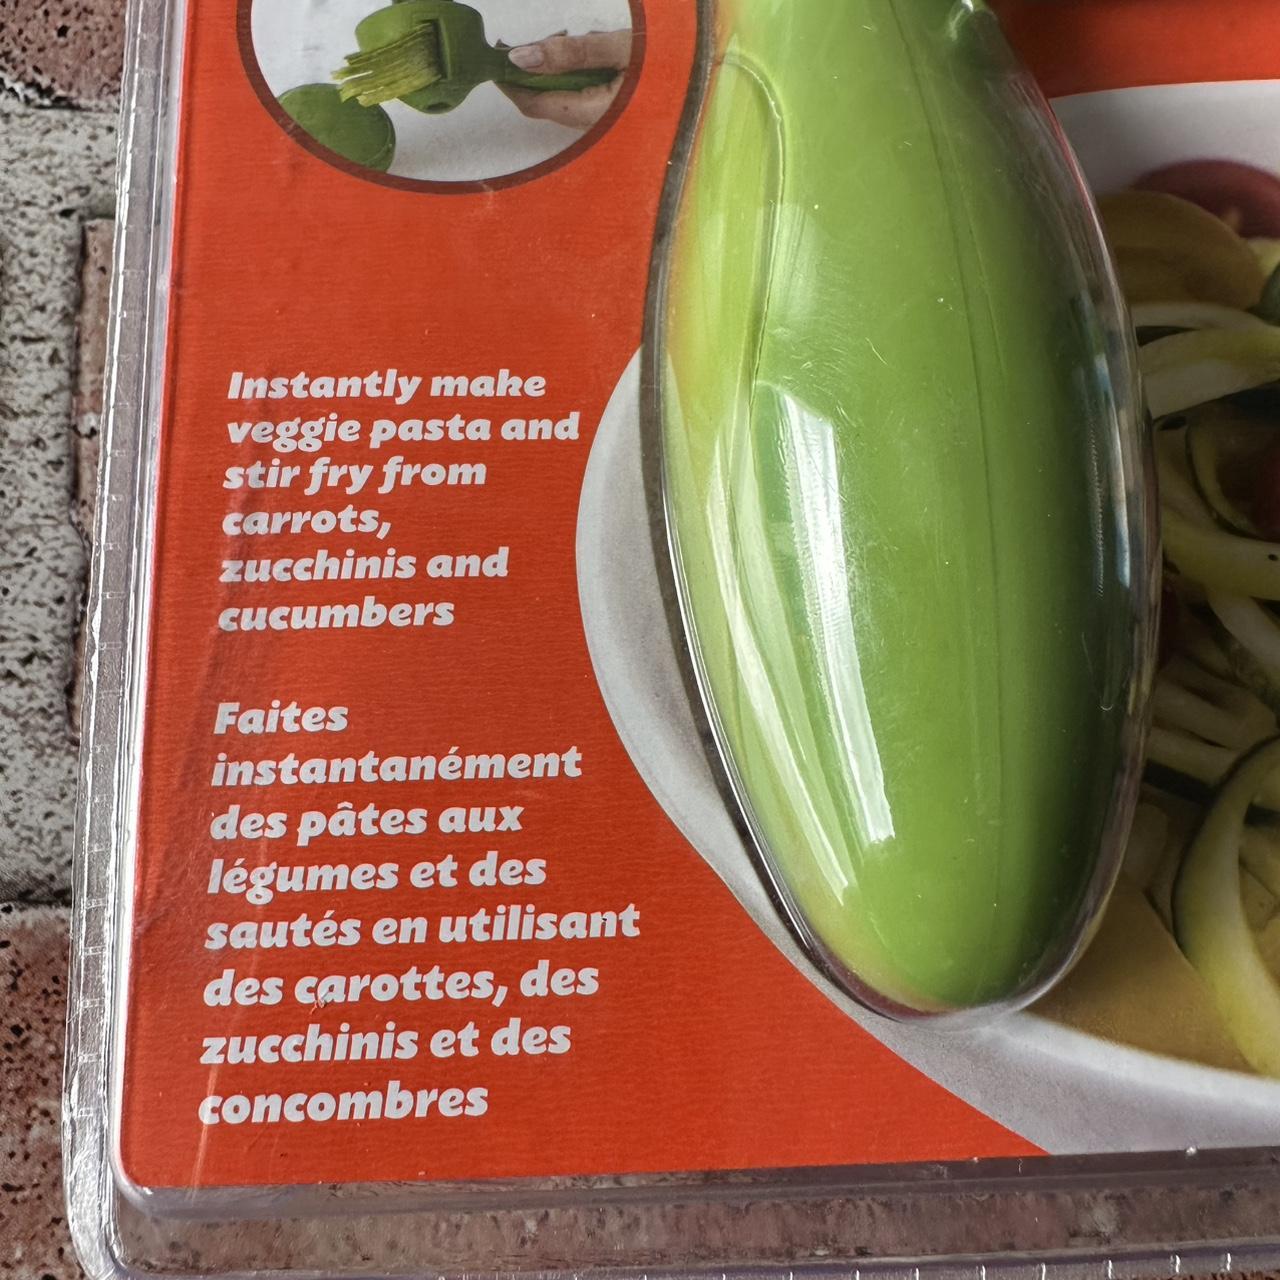 Instantly make
veggie pasta and
stir fry from
carrots,
zucchinis and
cucumbers
Faites
instantanément
des pâtes aux
légumes et des
sautés en utilisant
des carottes, des
zucchinis et des
concombres